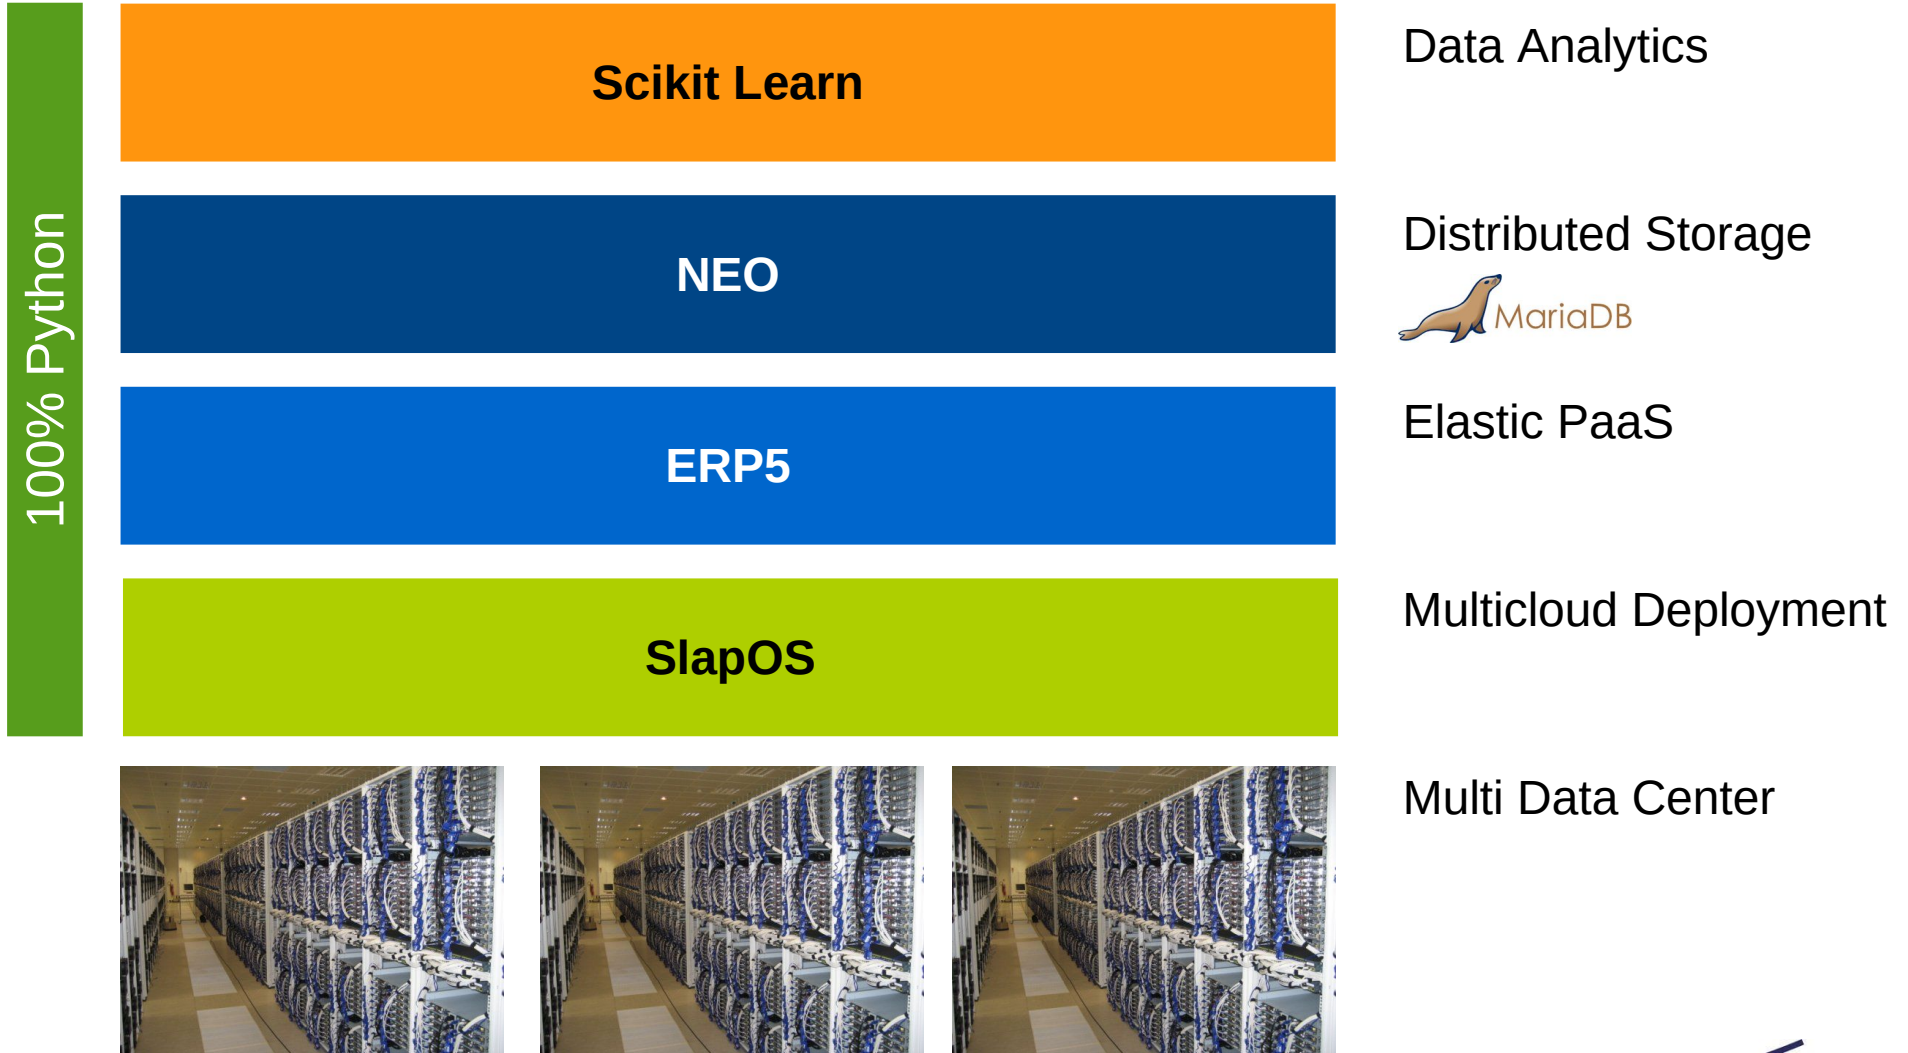 100% Python
Scikit Learn
Data Analytics
NEO
Distributed Storage
MariaDB
ERP5
Elastic PaaS
SlapOS
Multicloud Deployment
Multi Data Center